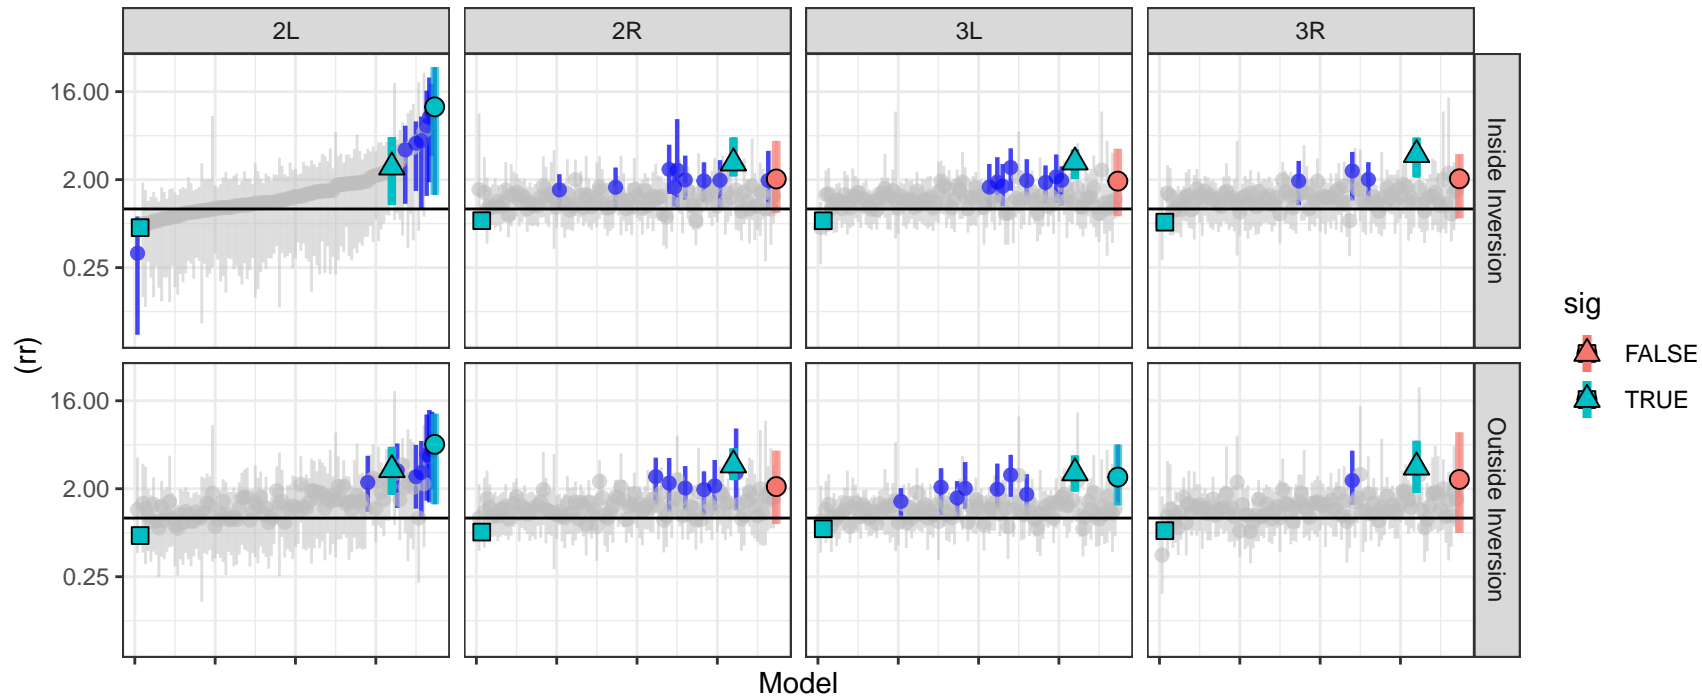 2L
2R
3L
3R
16.00
2.00
0.25
Inside Inversion
(rr)
16.00
2.00
0.25
Outside Inversion
Model
sig
FALSE
TRUE